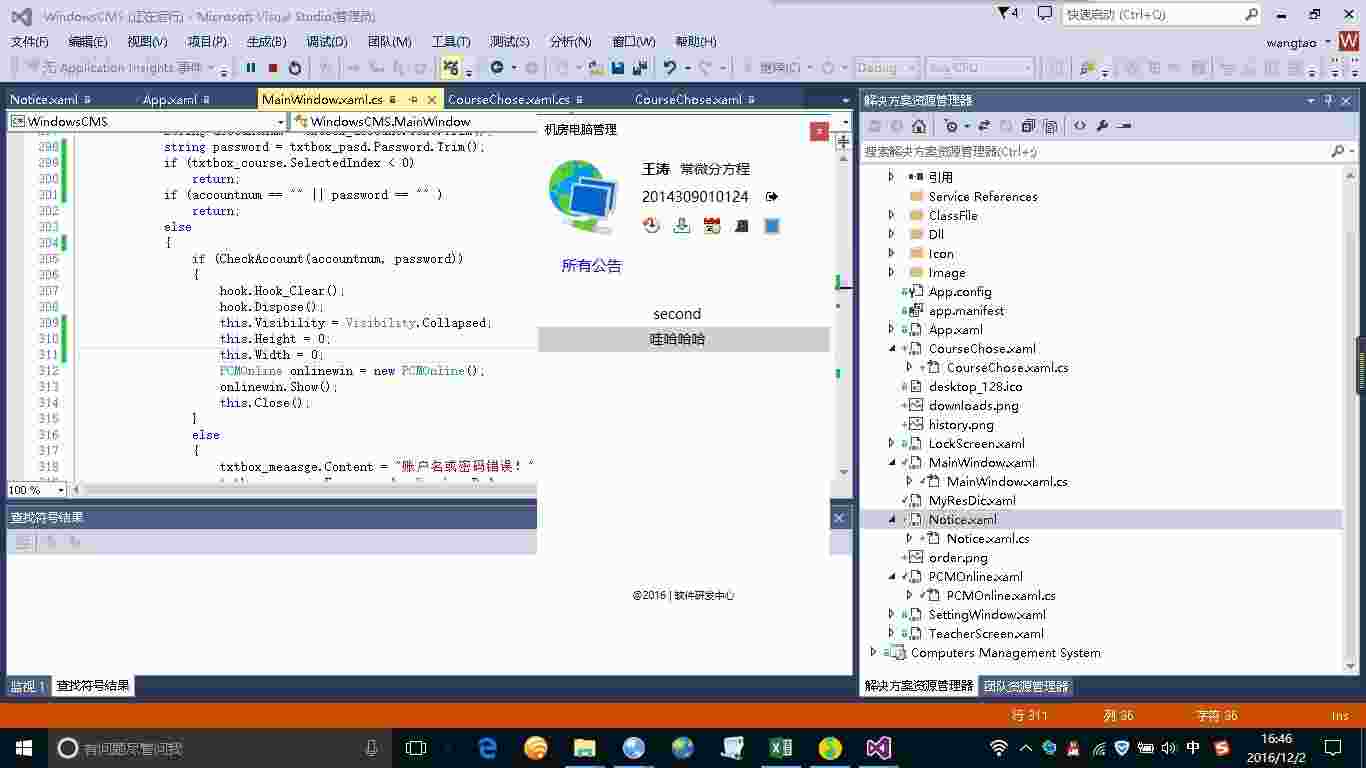 WindowsCMS (正在运行) - Microsoft Visual Studio(管理员)
4
快速启动 (Ctrl+Q)
文件(F) 编辑(E) 视图(V) 项目(P) 生成(B) 调试(D) 团队(M) 工具(T) 测试(S) 分析(N) 窗口(W) 帮助(H)
wangtao
W
无 Application Insights 事件
继续(C)
Debug
Any CPU
Notice.xaml
App.xaml
MainWindow.xaml.cs
CourseChose.xaml.cs
CourseChose.xaml
WindowsCMS
WindowsCMS.MainWindow
298 string password = txtbox_pasd.Password.Trim();
299 if (txtbox_course.SelectedIndex < 0)
300 return;
301 if (accountnum == "" || password == "" )
302 return;
303 else
304 {
305 if (CheckAccount(accountnum, password))
306 {
307 hook.Hook_Clear();
308 hook.Dispose();
309 this.Visibility = Visibility.Collapsed;
310 this.Height = 0;
311 this.Width = 0;
312 PCMOnline onlinewin = new PCMOnline();
313 onlinewin.Show();
314 this.Close();
315 }
316 else
317 {
318 txtbox_meaasge.Content = "账户名或密码错误!"
100 %
查找符号结果
监视 1
查找符号结果
机房电脑管理
王涛 常微分方程
2014309010124
所有公告
second
哇哈哈哈
@2016 | 软件研发中心
解决方案资源管理器
搜索解决方案资源管理器(Ctrl+;)
引用
Service References
ClassFile
Dll
Icon
Image
App.config
app.manifest
App.xaml
CourseChose.xaml
CourseChose.xaml.cs
desktop_128.ico
downloads.png
history.png
LockScreen.xaml
MainWindow.xaml
MainWindow.xaml.cs
MyResDic.xaml
Notice.xaml
Notice.xaml.cs
order.png
PCMOnline.xaml
PCMOnline.xaml.cs
SettingWindow.xaml
TeacherScreen.xaml
Computers Management System
解决方案资源管理器
团队资源管理器
行 311
列 36
字符 36
Ins
有问题尽管问我
中
16:46
2016/12/2